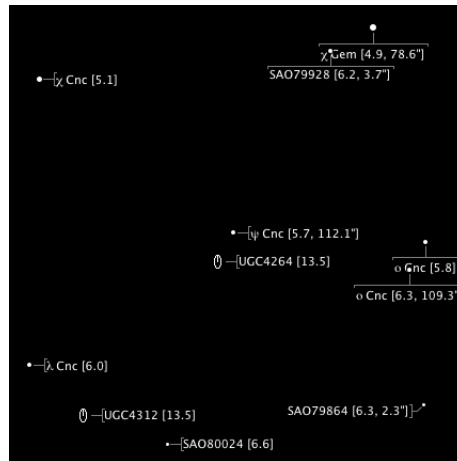 χ Gem [4.9, 78.6"]
SAO79928 [6.2, 3.7"]
χ Cnc [5.1]
ψ Cnc [5.7, 112.1"]
UGC4264 [13.5]
ο Cnc [5.8]
ο Cnc [6.3, 109.3"
λ Cnc [6.0]
SAO79864 [6.3, 2.3"]
UGC4312 [13.5]
SAO80024 [6.6]